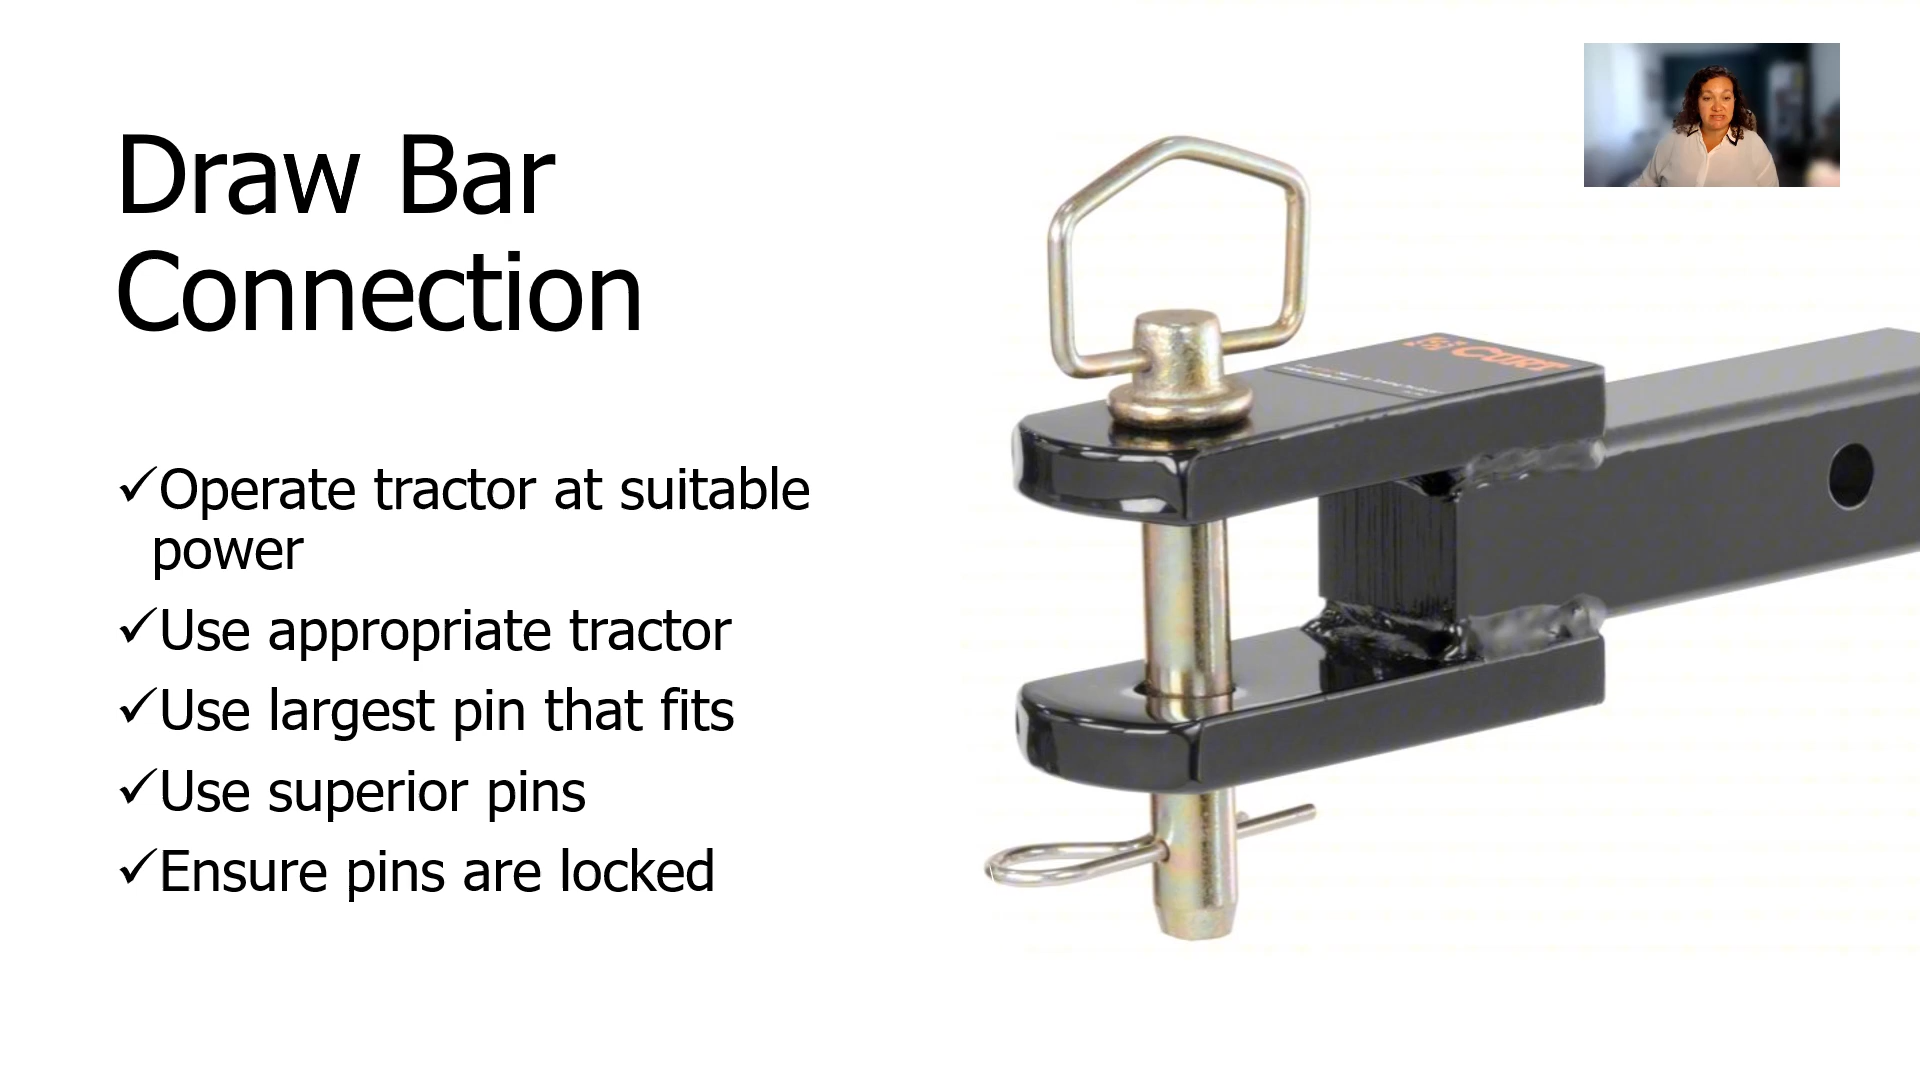 Draw Bar
Connection
✓Operate tractor at suitable
power
✓Use appropriate tractor
✓Use largest pin that fits
✓Use superior pins
✓Ensure pins are locked
CURT